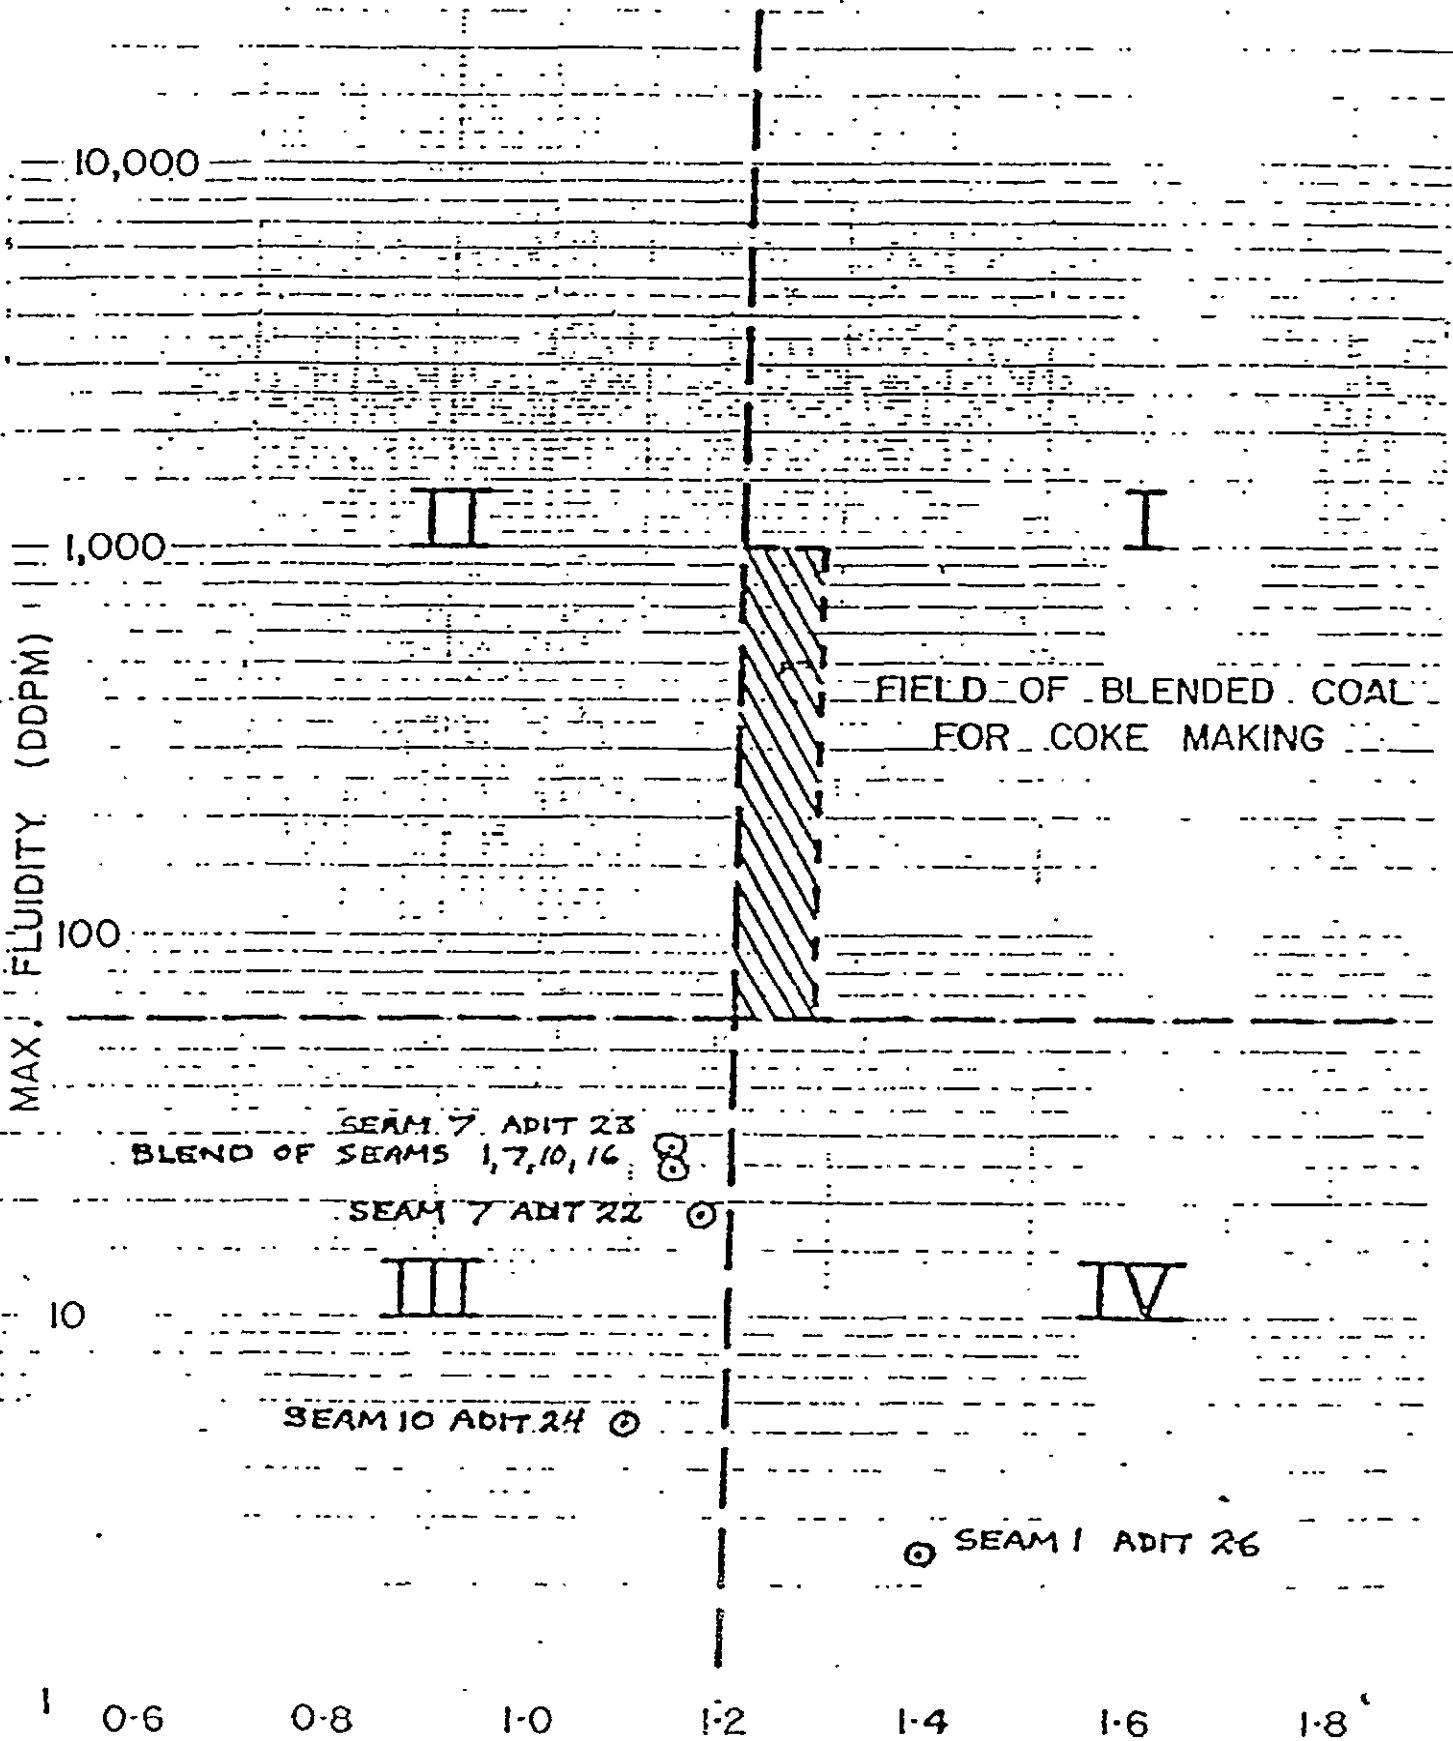 10,000
II
I
1,000
FIELD OF BLENDED COAL
FOR COKE MAKING
MAX. FLUIDITY (DDPM)
100
SEAM 7 ADIT 23
BLEND OF SEAMS 1,7,10,16
SEAM 7 ADIT 22
III
IV
10
SEAM 10 ADIT 24
SEAM 1 ADIT 26
1
0.6 0.8 1.0 1.2 1.4 1.6 1.8